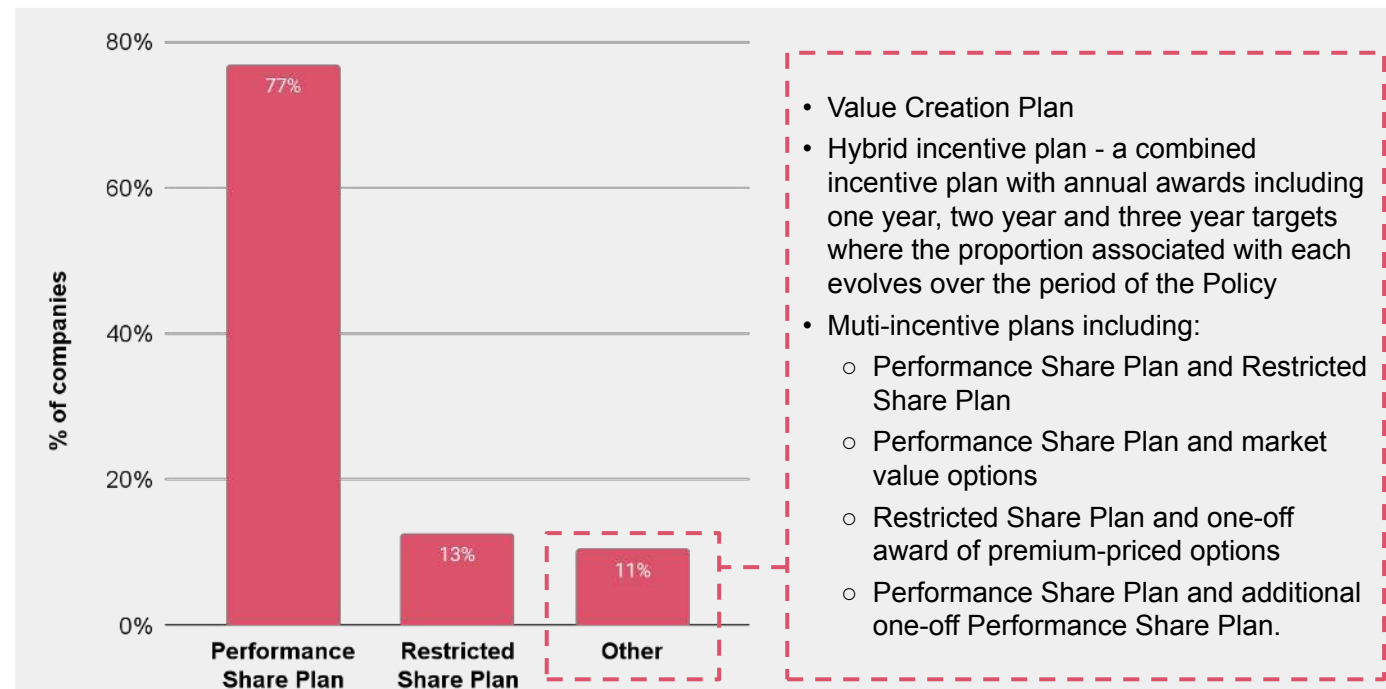 80%
60%
40%
20%
0%
% of companies
77%
13%
11%
Performance
Share Plan
Restricted
Share Plan
Other
• Value Creation Plan
• Hybrid incentive plan - a combined
incentive plan with annual awards including
one year, two year and three year targets
where the proportion associated with each
evolves over the period of the Policy
• Muti-incentive plans including:
○ Performance Share Plan and Restricted
Share Plan
○ Performance Share Plan and market
value options
○ Restricted Share Plan and one-off
award of premium-priced options
○ Performance Share Plan and additional
one-off Performance Share Plan.